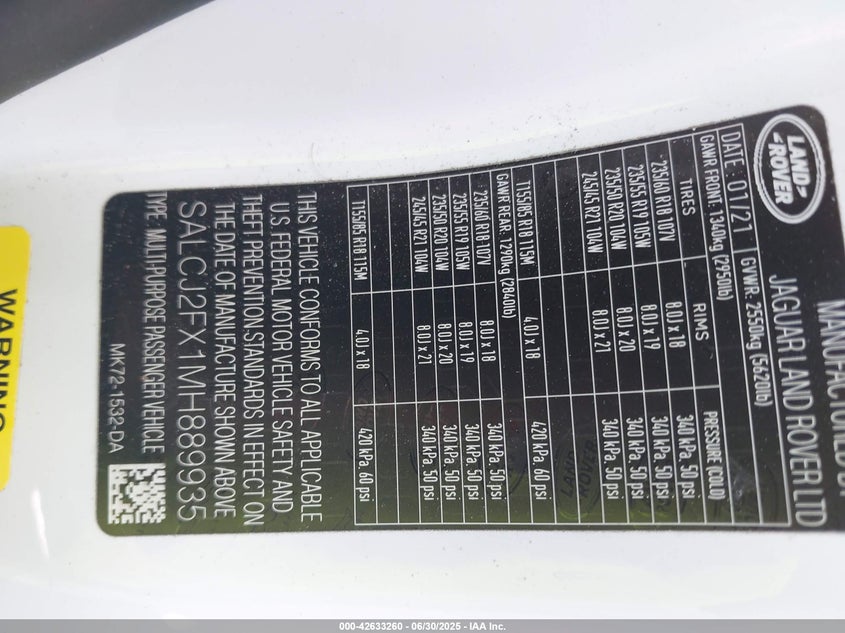 LAND
ROVER
MANUFACTURED BY
JAGUAR LAND ROVER LTD
DATE: 01/21 GVWR: 2550kg (5620lb)
GAWR FRONT: 1340kg (2950lb)
TIRES RIMS PRESSURE (COLD)
235/60 R18 107V 8.0J x 18 340 kPa, 50 psi
235/55 R19 105W 8.0J x 19 340 kPa, 50 psi
235/50 R20 104W 8.0J x 20 340 kPa, 50 psi
245/45 R21 104W 8.0J x 21 340 kPa, 50 psi
T155/85 R18 115M 4.0J x 18 420 kPa, 60 psi
GAWR REAR: 1290kg (2840lb)
235/60 R18 107V 8.0J x 18 340 kPa, 50 psi
235/55 R19 105W 8.0J x 19 340 kPa, 50 psi
235/50 R20 104W 8.0J x 20 340 kPa, 50 psi
245/45 R21 104W 8.0J x 21 340 kPa, 50 psi
T155/85 R18 115M 4.0J x 18 420 kPa, 60 psi
THIS VEHICLE CONFORMS TO ALL APPLICABLE
U.S. FEDERAL MOTOR VEHICLE SAFETY AND
THEFT PREVENTION STANDARDS IN EFFECT ON
THE DATE OF MANUFACTURE SHOWN ABOVE
SALCJ2FX1MH889935
TYPE: MULTIPURPOSE PASSENGER VEHICLE
MK72-1532-DA
WARNING
LAND
ROVER
000-42633260 - 06/30/2025 - IAA Inc.